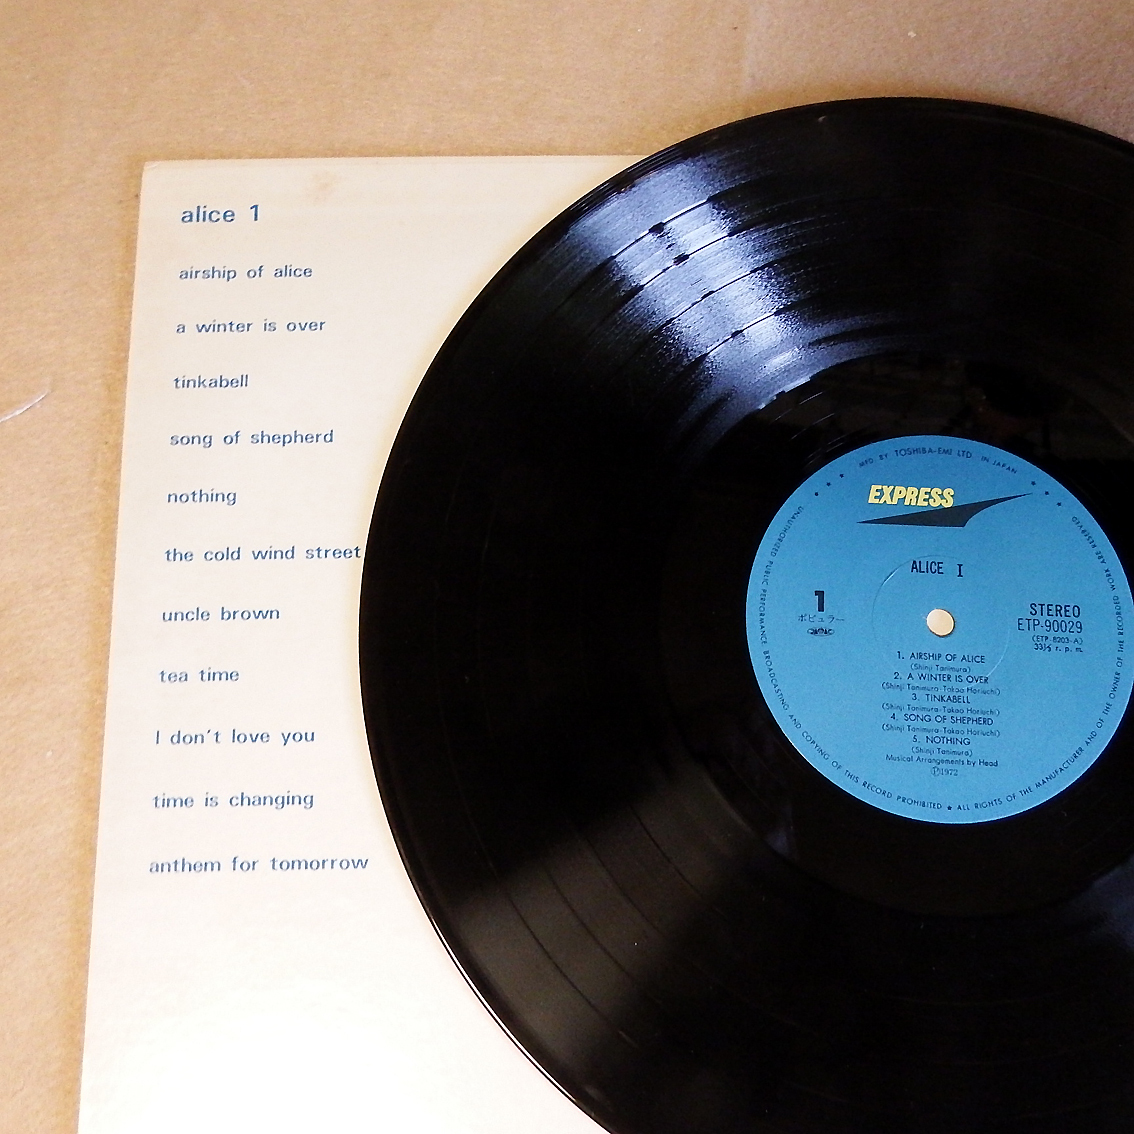 alice 1
airship of alice
a winter is over
tinkabell
song of shepherd
nothing
the cold wind street
uncle brown
tea time
I don't love you
time is changing
anthem for tomorrow
MFD. BY TOSHIBA-EMI LTD. IN JAPAN
EXPRESS
ALICE I
1
ポピュラー
STEREO
ETP-90029
(ETP-8203-A)
33⅓ r. p. m.
1. AIRSHIP OF ALICE
(Shinji Tanimura)
2. A WINTER IS OVER
(Shinji Tanimura-Takao Horiuchi)
3. TINKABELL
(Shinji Tanimura-Takao Horiuchi)
4. SONG OF SHEPHERD
(Shinji Tanimura-Takao Horiuchi)
5. NOTHING
(Shinji Tanimura)
Musical Arrangements by Head
Ⓟ1972
UNAUTHORIZED PUBLIC PERFORMANCE BROADCASTING AND COPYING OF THIS RECORD PROHIBITED ★ ALL RIGHTS OF THE MANUFACTURER AND OF THE OWNER OF THE RECORDED WORK ARE RESERVED